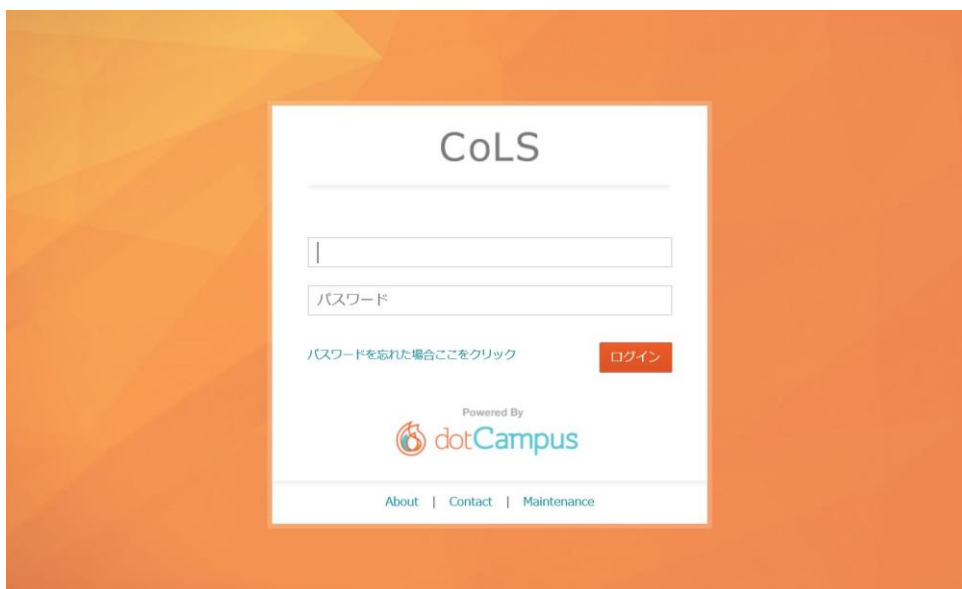 CoLS
パスワード
パスワードを忘れた場合ここをクリック
ログイン
Powered By
dotCampus
About | Contact | Maintenance